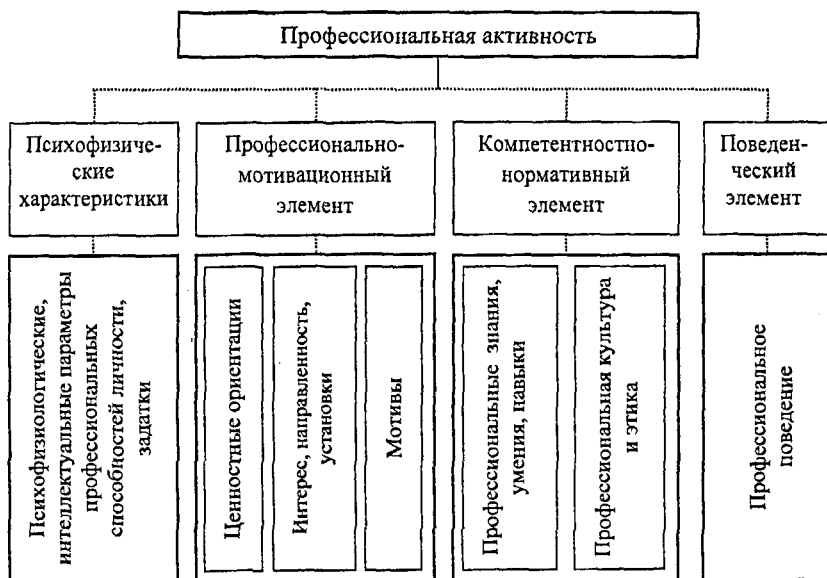 Профессиональная активность
Психофизиче-
ские
характеристики
Профессионально-
мотивационный
элемент
Компетентностно-
нормативный
элемент
Поведен-
ческий
элемент
Психофизиологические,
интеллектуальные параметры
профессиональных
способностей личности,
задатки
Ценностные ориентации
Интерес, направленность,
установки
Мотивы
Профессиональные знания,
умения, навыки
Профессиональная культура
и этика
Профессиональное
поведение